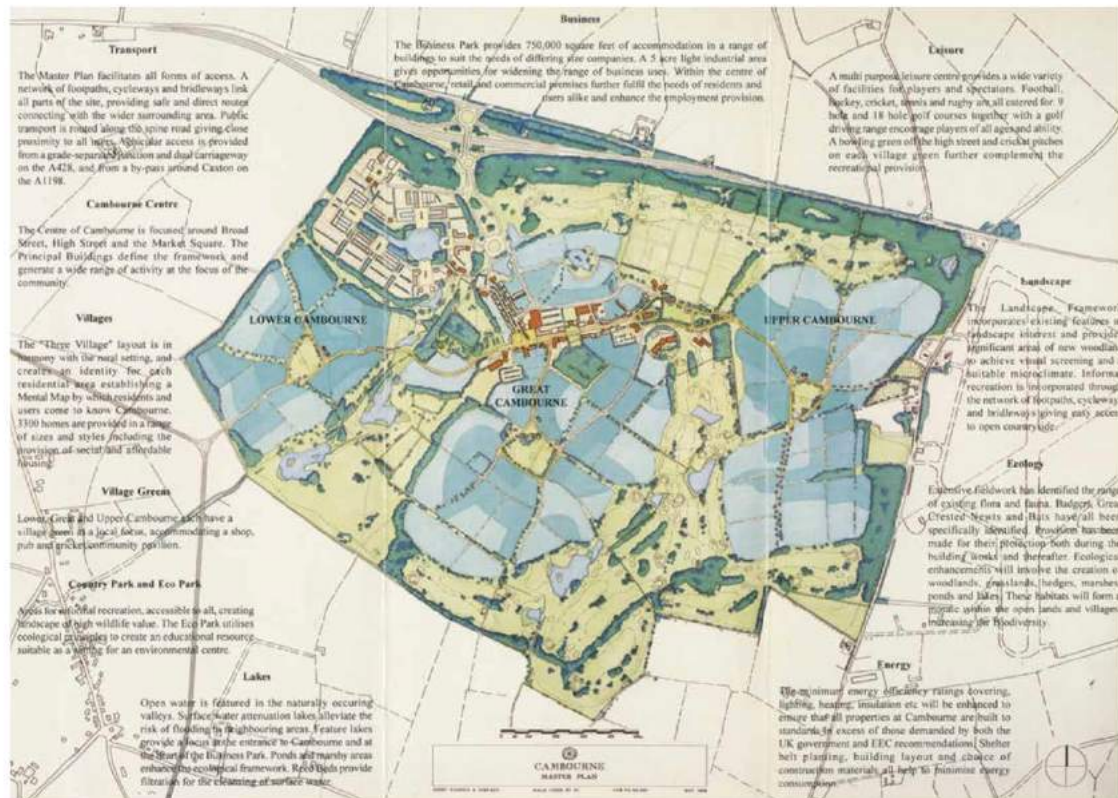 Transport
The Master Plan facilitates all forms of access. A
network of footpaths, cycleways and bridleways link
all parts of the site, providing safe and direct routes
connecting with the wider surrounding area. Public
transport is routed along the spine road giving close
proximity to all users. Vehicular access is provided
from a grade-separated junction and dual carriageway
on the A428, and from a by-pass around Caxton on
the A1198.
Cambourne Centre
The Centre of Cambourne is focused around Broad
Street, High Street and the Market Square. The
Principal Buildings define the framework and
generate a wide range of activity at the focus of the
community.
Villages
The "Three Village" layout is in
harmony with the rural setting, and
creates an identity for each
residential area establishing a
Mental Map by which residents and
users come to know Cambourne.
3300 homes are provided in a range
of sizes and styles including the
provision of social and affordable
housing.
Village Greens
Lower, Great and Upper Cambourne each have a
village green as a local focus, accommodating a shop,
pub and cricket/community pavilion.
Country Park and Eco Park
Areas for informal recreation, accessible to all, creating
landscape of high wildlife value. The Eco Park utilises
ecological principles to create an educational resource
suitable as a setting for an environmental centre.
Lakes
Open water is featured in the naturally occuring
valleys. Surface water attenuation lakes alleviate the
risk of flooding to neighbouring areas. Feature lakes
provide a focus at the entrance to Cambourne and at
the heart of the Business Park. Ponds and marshy areas
enhance the ecological framework. Reed Beds provide
filtration for the cleansing of surface water.
Business
The Business Park provides 750,000 square feet of accommodation in a range of
buildings to suit the needs of differing size companies. A 5 acre light industrial area
gives opportunities for widening the range of business uses. Within the centre of
Cambourne, retail and commercial premises further fulfil the needs of residents and
users alike and enhance the employment provision.
LOWER CAMBOURNE
GREAT
CAMBOURNE
UPPER CAMBOURNE
Leisure
A multi purpose leisure centre provides a wide variety
of facilities for players and spectators. Football,
hockey, cricket, tennis and rugby are all catered for. 9
hole and 18 hole golf courses together with a golf
driving range encourage players of all ages and ability.
A bowling green off the high street and cricket pitches
on each village green further complement the
recreational provision.
Landscape
The Landscape Framework
incorporates existing features of
landscape interest and provides
significant areas of new woodland
to achieve visual screening and
suitable microclimate. Informal
recreation is incorporated through
the network of footpaths, cycleways
and bridleways giving easy access
to open countryside.
Ecology
Extensive fieldwork has identified the range
of existing flora and fauna. Badgers, Great
Crested Newts and Bats have all been
specifically identified. Provision has been
made for their protection both during the
building works and thereafter. Ecological
enhancements will involve the creation of
woodlands, grasslands, hedges, marshes,
ponds and lakes. These habitats will form a
mosaic within the open lands and villages
increasing the Biodiversity.
Energy
The minimum energy efficiency ratings covering,
lighting, heating, insulation etc will be enhanced to
ensure that all properties at Cambourne are built to
standards in excess of those demanded by both the
UK government and EEC recommendations. Shelter
belt planting, building layout and choice of
construction materials all help to minimise energy
consumption.
CAMBOURNE
MASTER PLAN